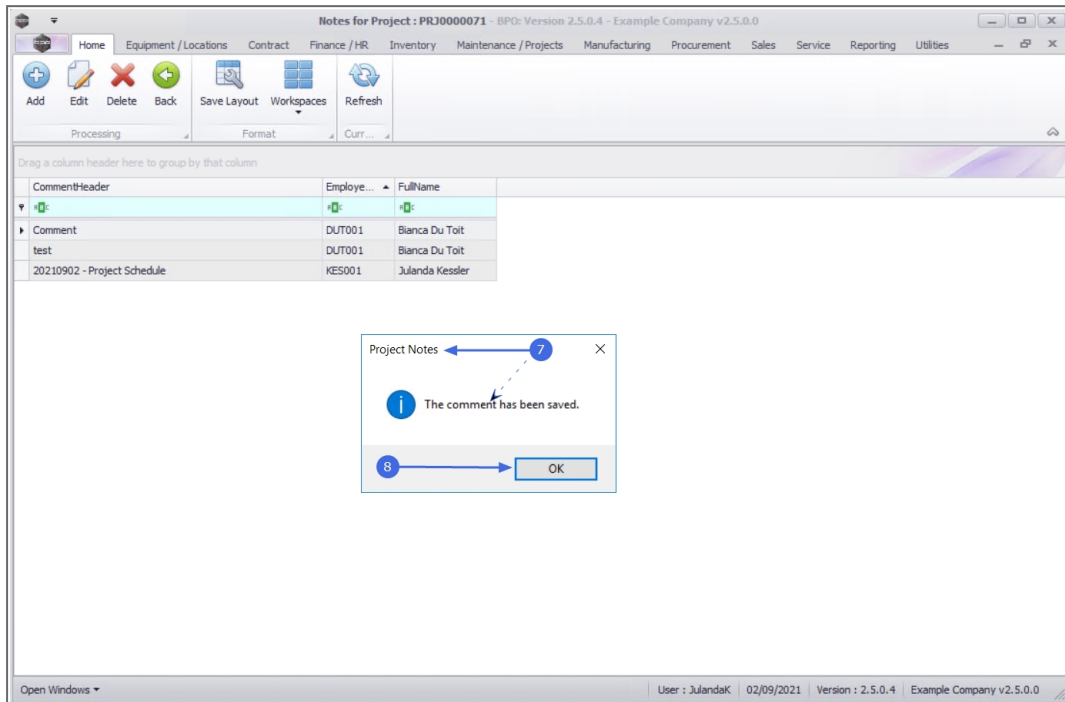 Notes for Project : PRJ0000071 - BPO: Version 2.5.0.4 - Example Company v2.5.0.0
Home Equipment / Locations Contract Finance / HR Inventory Maintenance / Projects Manufacturing Procurement Sales Service Reporting Utilities
Add Edit Delete Back Save Layout Workspaces Refresh
Processing Format Curr...
Drag a column header here to group by that column
CommentHeader Employe... FullName
Comment DUT001 Bianca Du Toit
test DUT001 Bianca Du Toit
20210902 - Project Schedule KES001 Julanda Kessler
Project Notes 7
The comment has been saved.
8 OK
Open Windows User : JulandaK 02/09/2021 Version : 2.5.0.4 Example Company v2.5.0.0